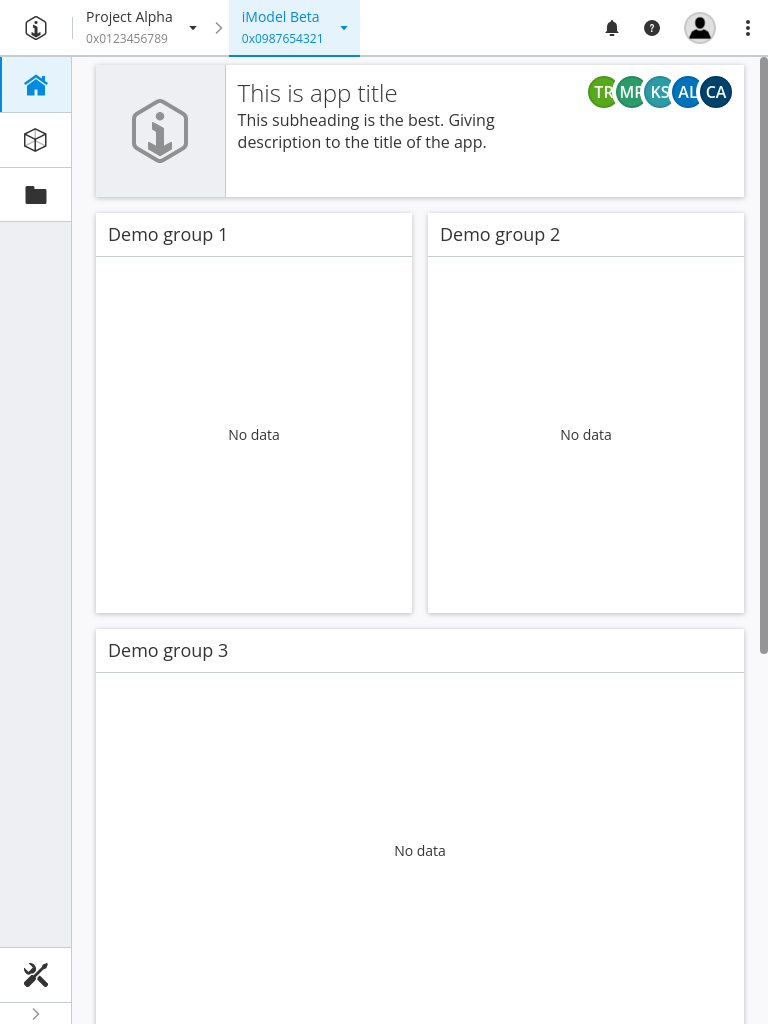 Project Alpha
0x0123456789
iModel Beta
0x0987654321
This is app title
This subheading is the best. Giving
description to the title of the app.
TR MR KS AL CA
Demo group 1
Demo group 2
No data
No data
Demo group 3
No data